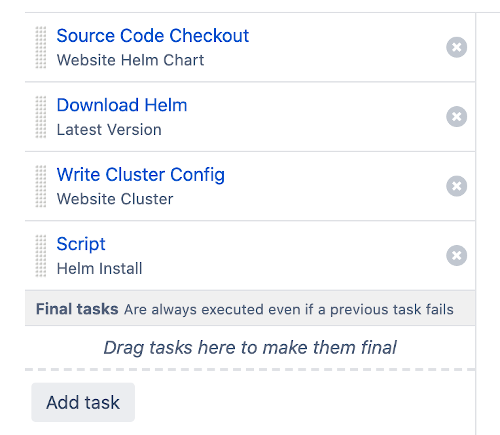 Source Code Checkout
Website Helm Chart
Download Helm
Latest Version
Write Cluster Config
Website Cluster
Script
Helm Install
Final tasks Are always executed even if a previous task fails
Drag tasks here to make them final
Add task